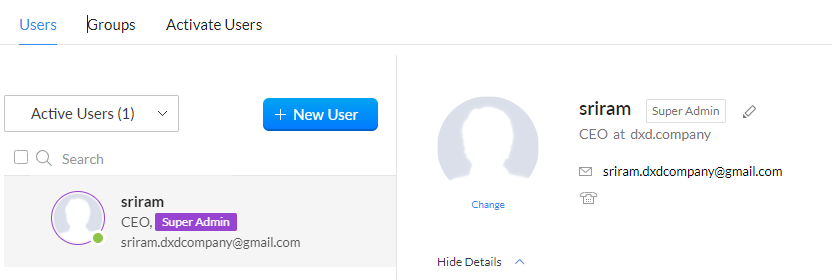 Users Groups Activate Users
Active Users (1)
+ New User
Search
sriram
CEO, Super Admin
sriram.dxdcompany@gmail.com
Change
sriram Super Admin
CEO at dxd.company
sriram.dxdcompany@gmail.com
Hide Details